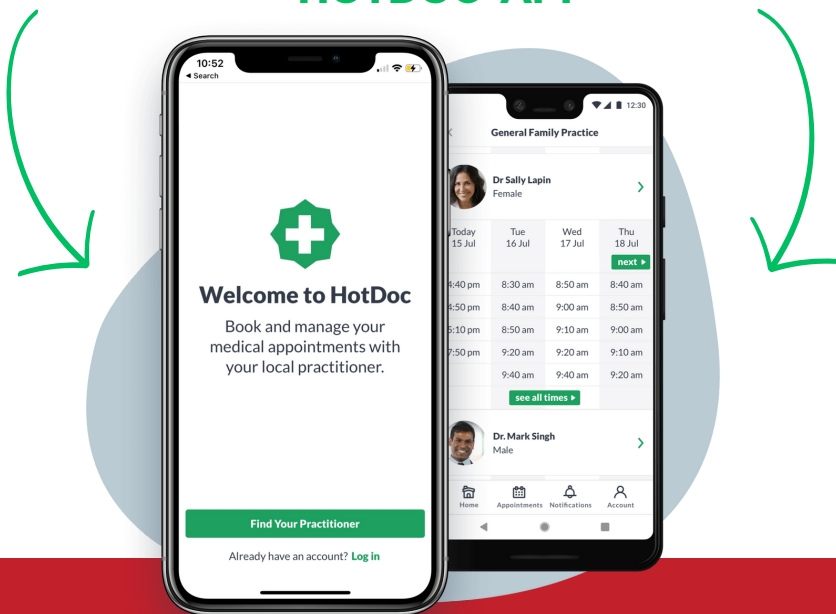 HOTDOC APP
10:52
◄ Search
Welcome to HotDoc
Book and manage your
medical appointments with
your local practitioner.
Find Your Practitioner
Already have an account? Log in
12:30
General Family Practice
Dr Sally Lapin
Female
Today Tue Wed Thu
15 Jul 16 Jul 17 Jul 18 Jul
next ▸
4:40 pm 8:30 am 8:50 am 8:40 am
4:50 pm 8:40 am 9:00 am 8:50 am
5:10 pm 8:50 am 9:10 am 9:00 am
7:50 pm 9:20 am 9:20 am 9:10 am
9:40 am 9:40 am 9:20 am
see all times ▸
Dr. Mark Singh
Male
Home Appointments Notifications Account